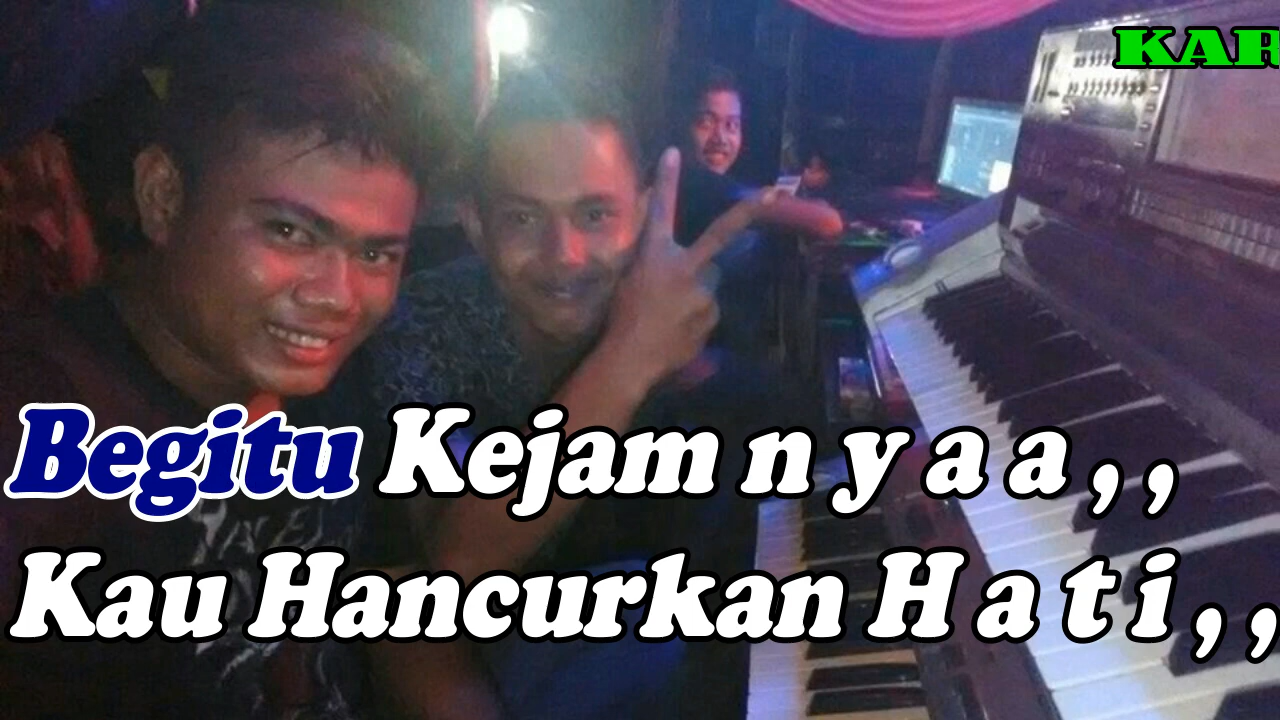 KAR
Begitu Kejam n y a a , ,
Kau Hancurkan H a t i , ,